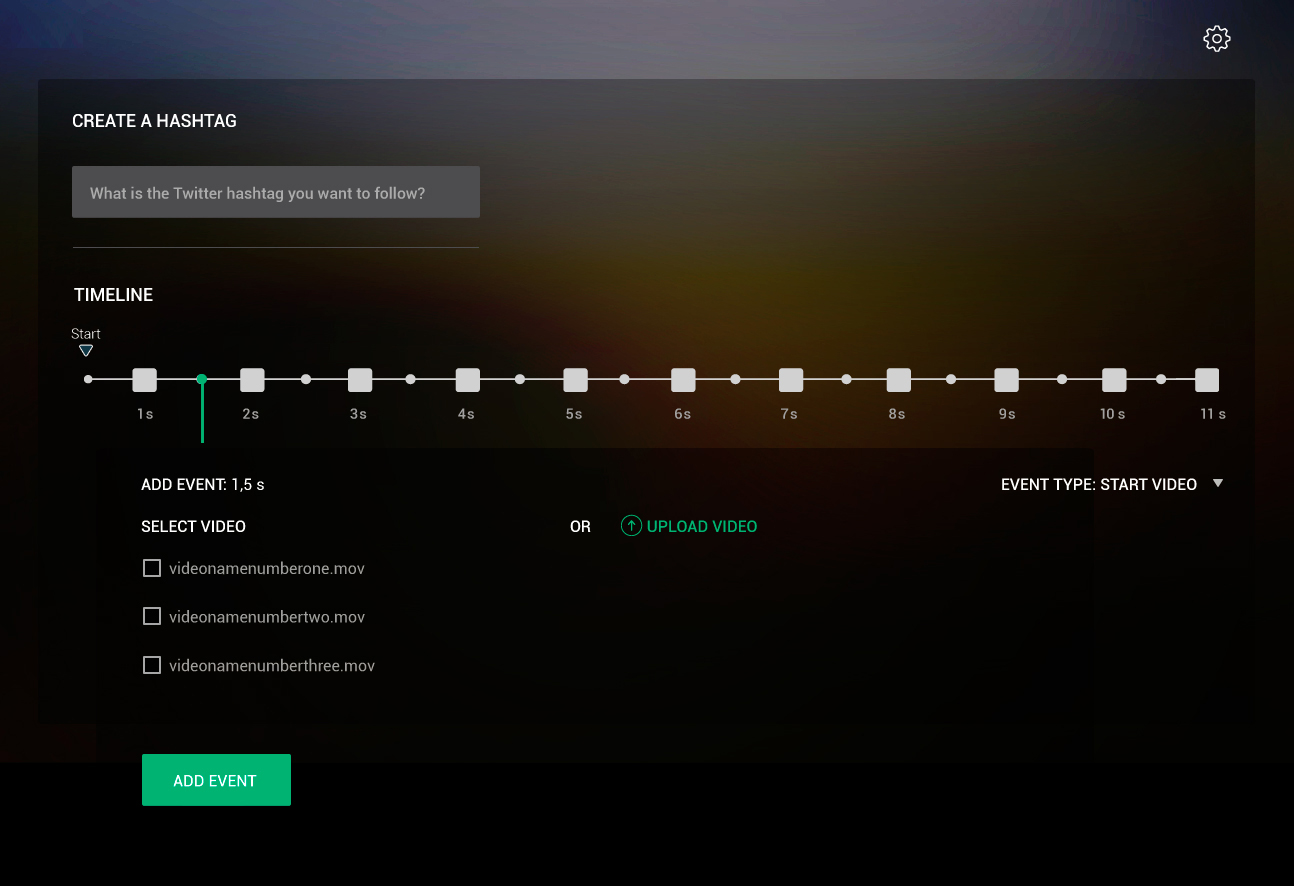 CREATE A HASHTAG
What is the Twitter hashtag you want to follow?
TIMELINE
Start
1s 2s 3s 4s 5s 6s 7s 8s 9s 10 s 11 s
ADD EVENT: 1,5 s EVENT TYPE: START VIDEO
SELECT VIDEO OR UPLOAD VIDEO
videonamenumberone.mov
videonamenumbertwo.mov
videonamenumberthree.mov
ADD EVENT